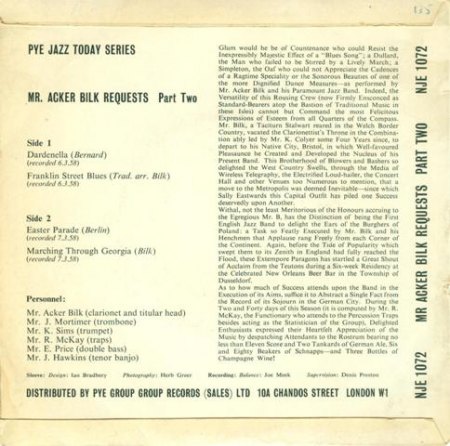 135
PYE JAZZ TODAY SERIES
MR. ACKER BILK REQUESTS Part Two
Side 1
Dardenella (Bernard)
(recorded 6.3.58)
Franklin Street Blues (Trad. arr. Bilk)
(recorded 6.3.58)
Side 2
Easter Parade (Berlin)
(recorded 7.3.58)
Marching Through Georgia (Bilk)
(recorded 7.3.58)
Personnel:
Mr. Acker Bilk (clarionet and titular head)
Mr. J. Mortimer (trombone)
Mr. K. Sims (trumpet)
Mr. R. McKay (traps)
Mr. E. Price (double bass)
Mr. J. Hawkins (tenor banjo)
Glum would he be of Countenance who could Resist the
Inexpressibly Majestic Effect of a "Blues Song"; a Dullard,
the Man who failed to be Stirred by a Lively March; a
Simpleton, the Oaf who could not Appreciate the Cadences
of a Ragtime Speciality or the Sonorous Beauties of one of
the more Dignified Dance Measures—as performed by
Mr. Acker Bilk and his Paramount Jazz Band. Indeed, the
Versatility of this Rousing Crew (now Firmly Ensconced as
Standard-Bearers atop the Bastion of Traditional Music in
these Isles) cannot but Command the most Felicitous
Expressions of Esteem from all Quarters of the Compass.
Mr. Bilk, a Taciturn Stalwart reared in the Welch Border
Country, vacated the Clarionettist's Throne in the Combin-
ation ably led by Mr. K. Colyer some Four Years since, to
depart to his Native City, Bristol, in which Well-favoured
Pleasaunce he Created and Developed the Nucleus of his
Present Band. This Brotherhood of Blowers and Bashers so
delighted the West Country Swells, through the Media of
Wireless Telegraphy, the Electrified Loud-hailer, the Concert
Hall and other Venues too Numerous to mention, that a
move to the Metropolis was Deemed Inevitable—since which
Sally Eastwards this Capital Outfit has piled one Success
deservedly upon Another.
Withal, not the least Meritorious of the Honours accruing to
the Egregious Mr. B, has the Distinction of being the First
English Jazz Band to delight the Ears of the Burghers of
Poland; a Task so Featly Executed by Mr. Bilk and his
Henchmen that Applause rang Firefly from each Corner of
the Continent. Again, before the Tide of Popularity which
swept them to its Zenith in England had fully reached the
Flood, these Extempore Paragons has started a Great Shout
of Acclaim from the Teutons during a Six-week Residency
at the Celebrated New Orleans Beer Bar in the Township of
Dusseldorf.
As to how much of Success attends upon the Band in the
Execution of its Aims, suffice it to Abstract a Single Fact from
the Record of its Sojourn in the German City. During the
Two and Forty days of this Season (it is computed by Mr. R.
McKay, the Functionary who attends to the Percussion Traps
besides acting as the Statistician of the Group), Delighted
Enthusiasts expressed their Heartfelt Appreciation of the
Music by despatching Attendants to the Rostrum bearing no
less than Eleven Score and Two Tankards of German Ale, Six
and Eighty Beakers of Schnapps—and Three Bottles of
Champagne Wine!
Sleeve: Design: Ian Bradbery Photography: Herb Greer Recording: Balance: Joe Meek Supervision: Denis Preston
DISTRIBUTED BY PYE GROUP GROUP RECORDS (SALES) LTD 10A CHANDOS STREET LONDON W1
NJE 1072 MR ACKER BILK REQUESTS PART TWO NJE 1072